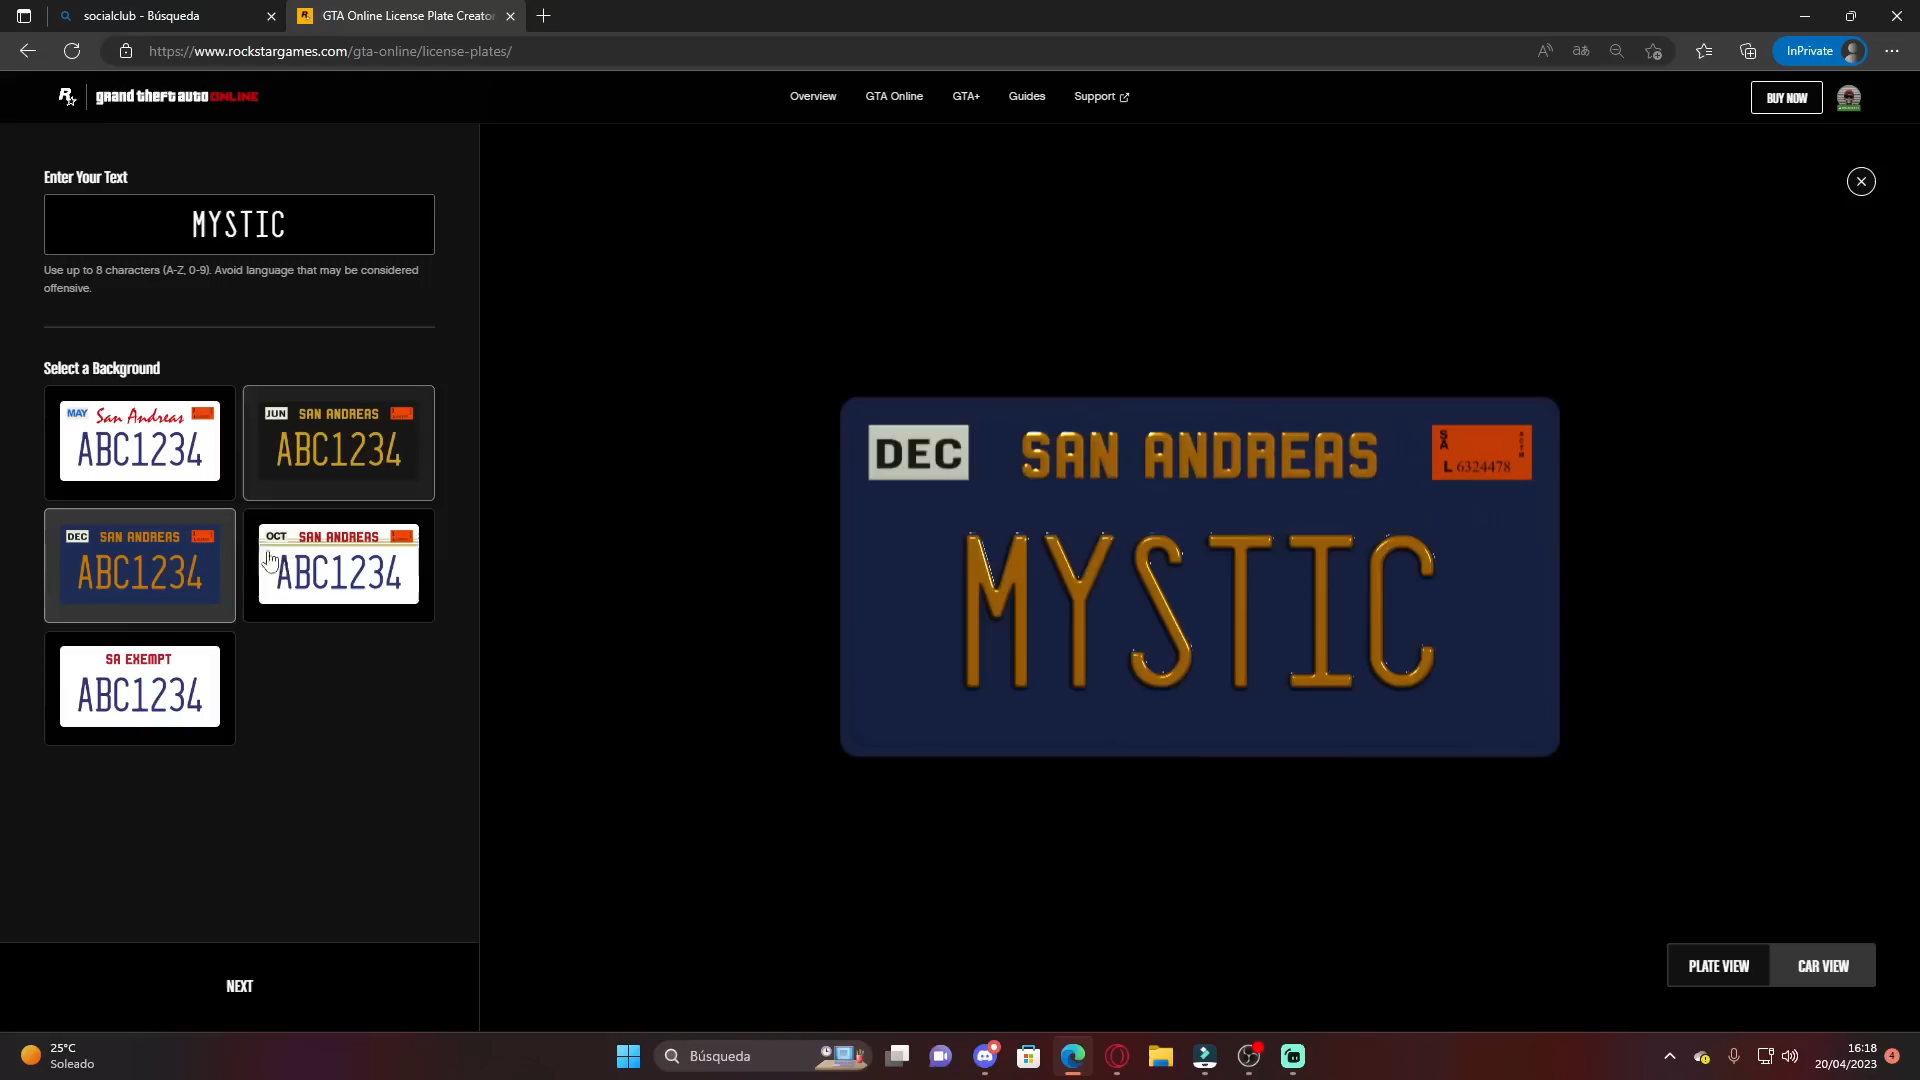 socialclub - Búsqueda
GTA Online License Plate Creator
https://www.rockstargames.com/gta-online/license-plates/
InPrivate
grand theft auto ONLINE
Overview
GTA Online
GTA+
Guides
Support
BUY NOW
Enter Your Text
MYSTIC
Use up to 8 characters (A-Z, 0-9). Avoid language that may be considered
offensive.
Select a Background
MAY San Andreas
ABC1234
JUN SAN ANDREAS
ABC1234
DEC SAN ANDREAS
ABC1234
OCT SAN ANDREAS
ABC1234
SA EXEMPT
ABC1234
NEXT
DEC SAN ANDREAS
SA
L 6324478
MYSTIC
PLATE VIEW
CAR VIEW
25°C
Soleado
Búsqueda
16:18
20/04/2023
4